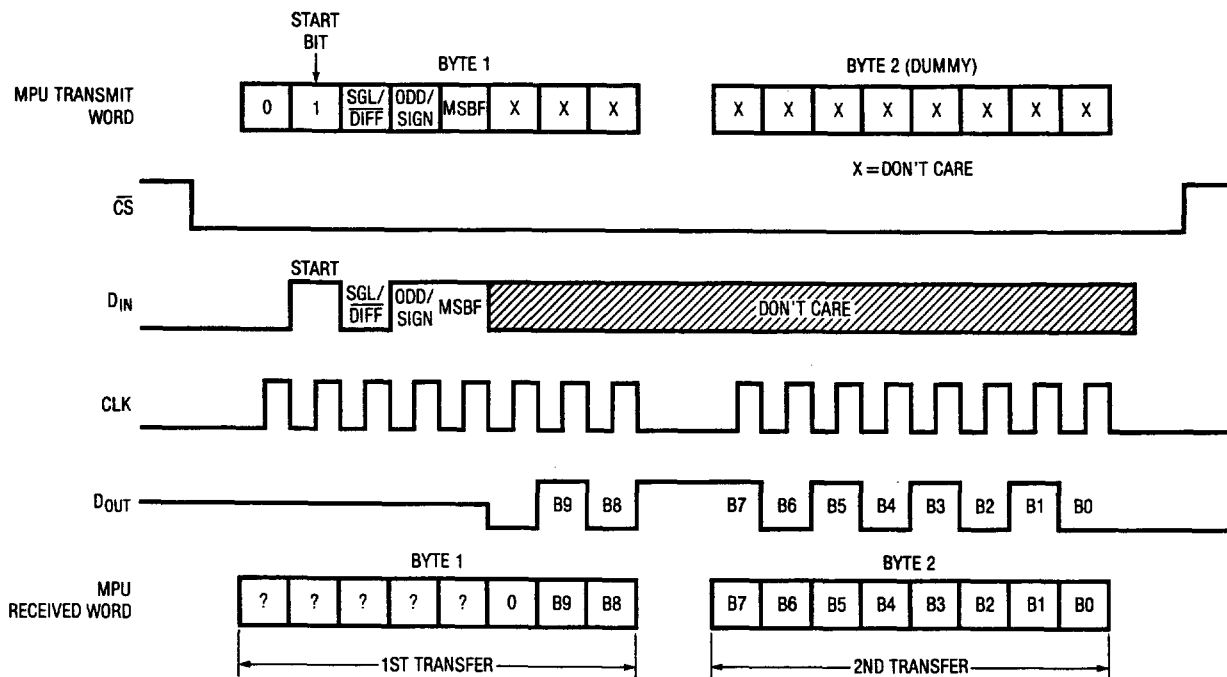 START
BIT
BYTE 1
BYTE 2 (DUMMY)
MPU TRANSMIT
WORD
0 1 SGL/DIFF ODD/SIGN MSBF X X X
X X X X X X X X
X = DON'T CARE
CS
START
DIN
SGL/DIFF ODD/SIGN MSBF DON'T CARE
CLK
DOUT
B9 B8 B7 B6 B5 B4 B3 B2 B1 B0
BYTE 1
BYTE 2
MPU
RECEIVED WORD
? ? ? ? ? 0 B9 B8
B7 B6 B5 B4 B3 B2 B1 B0
1ST TRANSFER
2ND TRANSFER